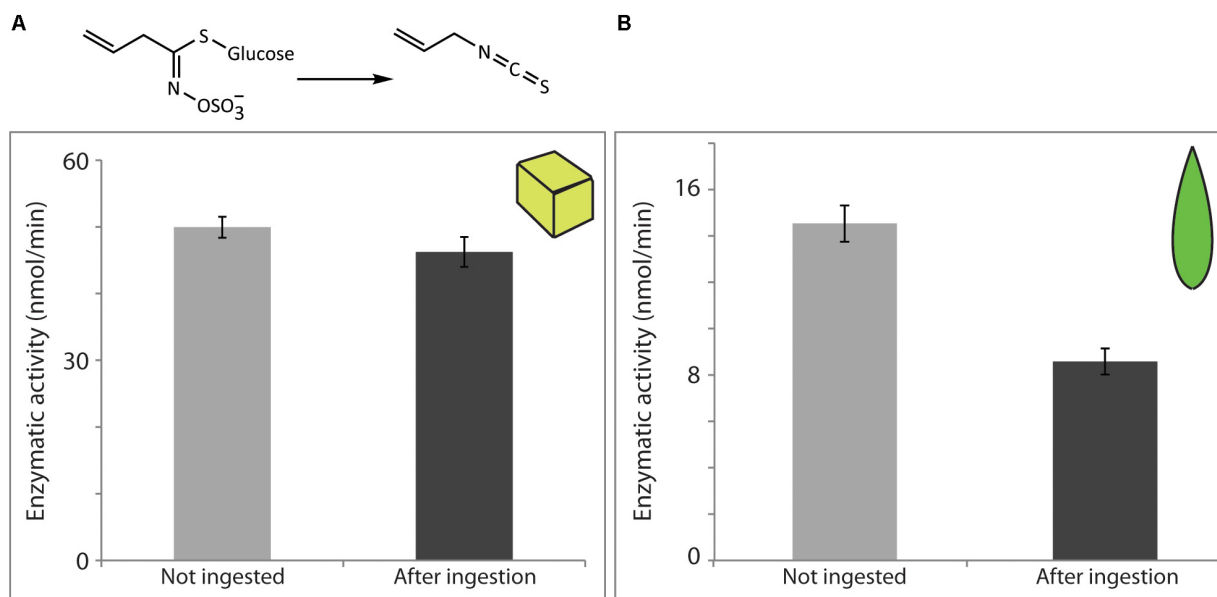 A
S
Glucose
N
OSO3−
N
C
S
Enzymatic activity (nmol/min)
60
30
0
Not ingested
After ingestion
B
Enzymatic activity (nmol/min)
16
8
0
Not ingested
After ingestion